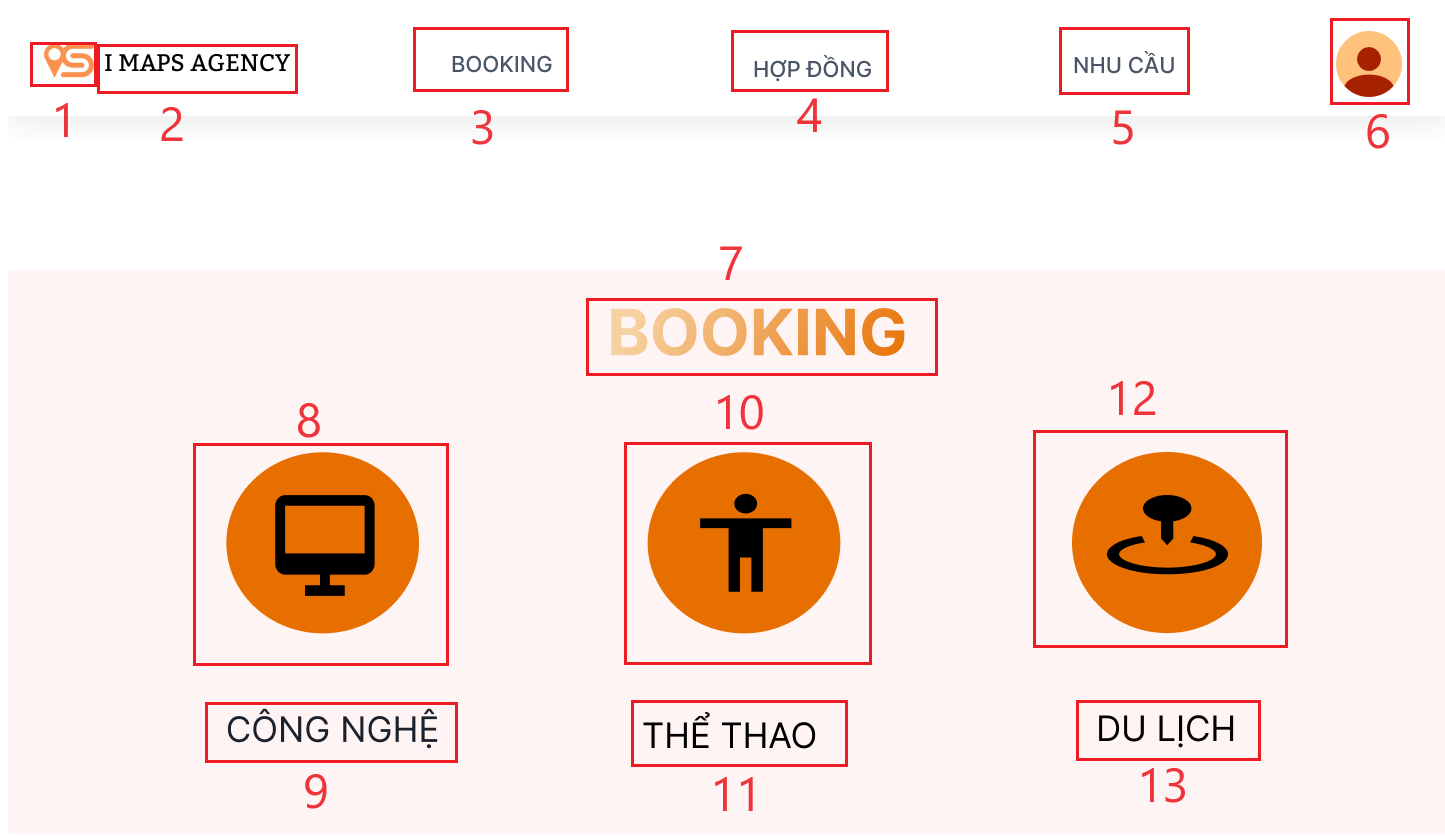 I MAPS AGENCY
BOOKING
HỢP ĐỒNG
NHU CẦU
1
2
3
4
5
6
7
BOOKING
8
10
12
CÔNG NGHỆ
THỂ THAO
DU LỊCH
9
11
13